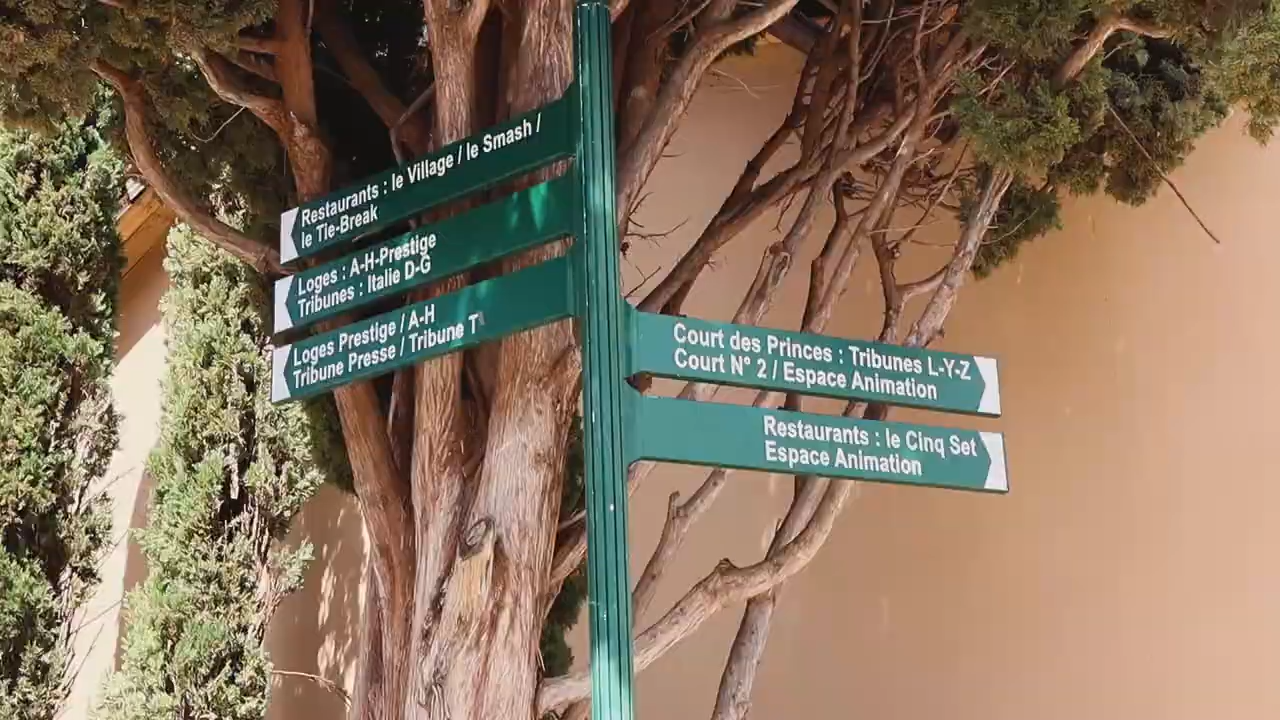 Restaurants : le Village / le Smash /
le Tie-Break
Loges : A-H-Prestige
Tribunes : Italie D-G
Loges Prestige / A-H
Tribune Presse / Tribune T
Court des Princes : Tribunes L-Y-Z
Court N° 2 / Espace Animation
Restaurants : le Cinq Set
Espace Animation